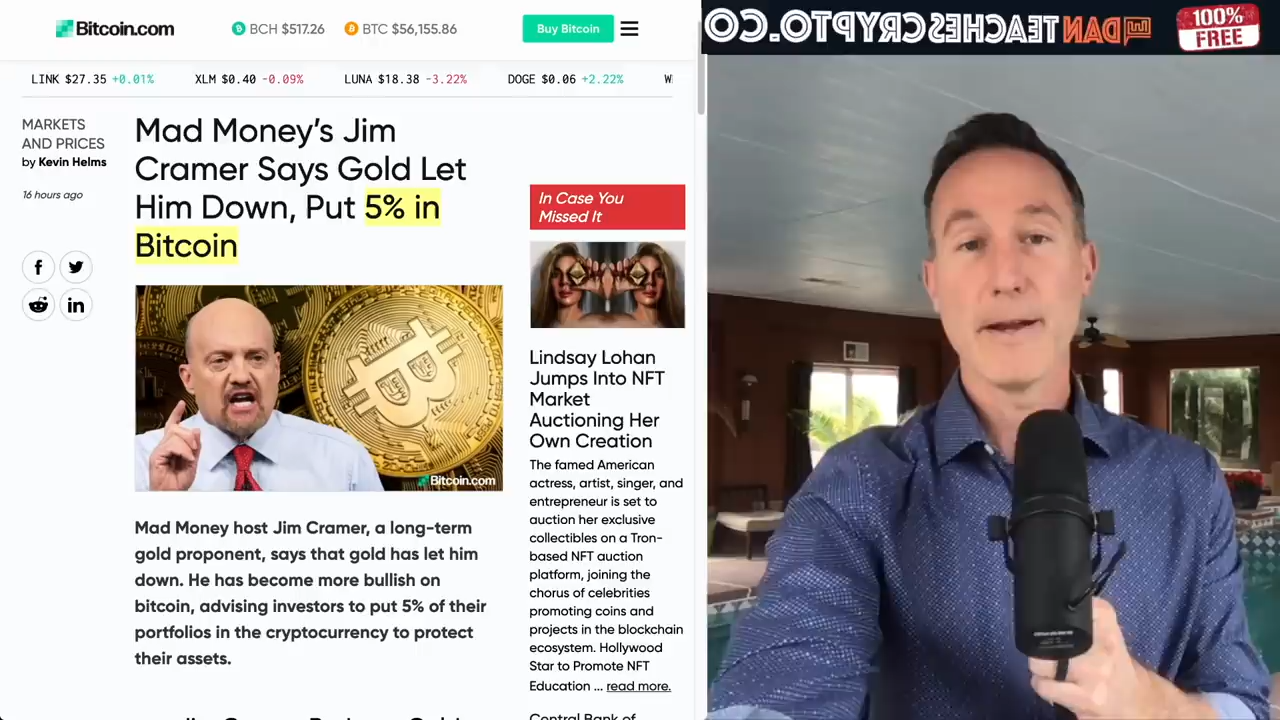 Bitcoin.com
BCH $517.26
BTC $56,155.86
Buy Bitcoin
LINK $27.35 +0.01%
XLM $0.40 -0.09%
LUNA $18.38 -3.22%
DOGE $0.06 +2.22%
MARKETS
AND PRICES
by Kevin Helms
16 hours ago
Mad Money’s Jim
Cramer Says Gold Let
Him Down, Put 5% in
Bitcoin
Bitcoin.com
Mad Money host Jim Cramer, a long-term
gold proponent, says that gold has let him
down. He has become more bullish on
bitcoin, advising investors to put 5% of their
portfolios in the cryptocurrency to protect
their assets.
In Case You
Missed It
Lindsay Lohan
Jumps Into NFT
Market
Auctioning Her
Own Creation
The famed American
actress, artist, singer, and
entrepreneur is set to
auction her exclusive
collectibles on a Tron-
based NFT auction
platform, joining the
chorus of celebrities
promoting coins and
projects in the blockchain
ecosystem. Hollywood
Star to Promote NFT
Education ... read more.
Central Bank of
DAN TEACHESCRYPTO.CO
100%
FREE